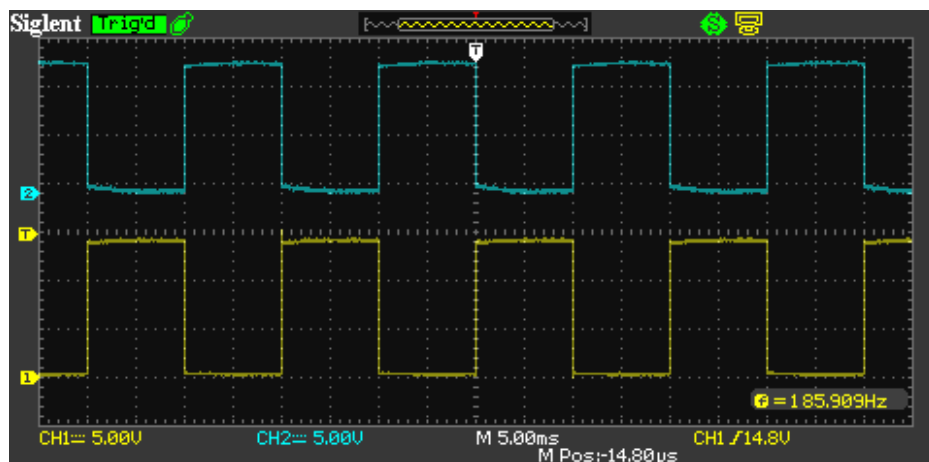 Siglent Trig'd
T
2
T
1
f = 185.909Hz
CH1 5.00V CH2 5.00V M 5.00ms CH1 14.8V
M Pos:-14.80µs